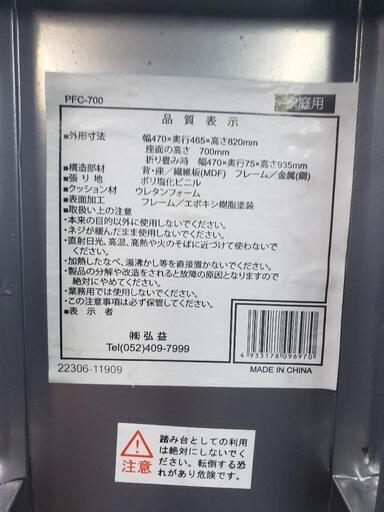 PFC-700
家庭用
品質表示
■外形寸法 幅470×奥行465×高さ820mm
座面の高さ 700mm
折り畳み時 幅470×奥行75×高さ935mm
■構造部材 背・座／繊維板(MDF) フレーム／金属(鋼)
■張り地 ポリ塩化ビニル
■クッション材 ウレタンフォーム
■表面加工 フレーム／エポキシ樹脂塗装
■取扱い上の注意
・本来の目的以外に使用しないでください。
・ネジが緩んだまま使用しないでください。
・直射日光、高温、高熱や火のそばに近づけて使わないで
ください。
・加熱したなべ、湯沸かし等を直接置かないでください。
・製品の分解や改造をされると故障の原因となりますので
絶対にやめてください。
・業務用では使用しないでください。
・この注意事項は必ず保管してください。
■表示者
㈱弘益
Tel(052)409-7999
4933178096970
22306-11909
MADE IN CHINA
注意
踏み台としての利用
は絶対しないでくだ
さい。転倒する恐
れがあり危険です。